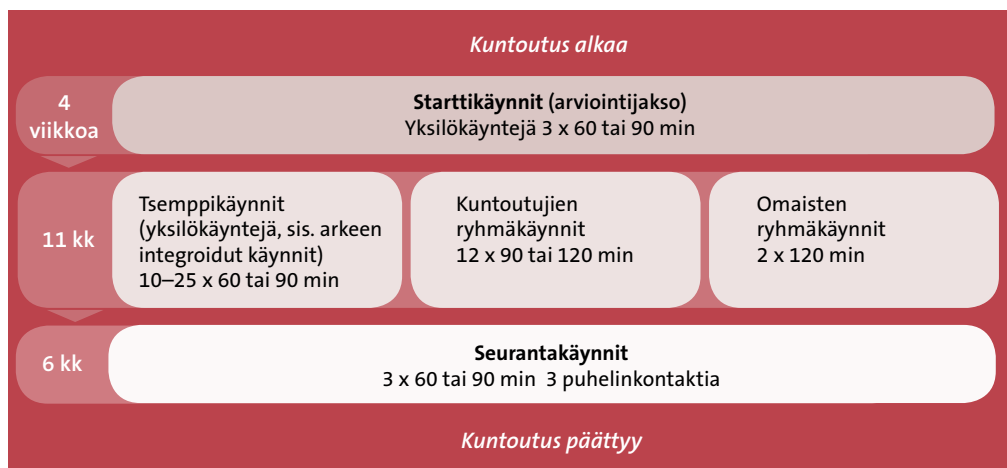 Kuntoutus alkaa
4
viikkoa
Starttikäynnit (arviointijakso)
Yksilökäyntejä 3 x 60 tai 90 min
11 kk
Tsemppikäynnit
(yksilökäyntejä, sis. arkeen
integroidut käynnit)
10–25 x 60 tai 90 min
Kuntoutujien
ryhmäkäynnit
12 x 90 tai 120 min
Omaisten
ryhmäkäynnit
2 x 120 min
6 kk
Seurantakäynnit
3 x 60 tai 90 min 3 puhelinkontaktia
Kuntoutus päättyy